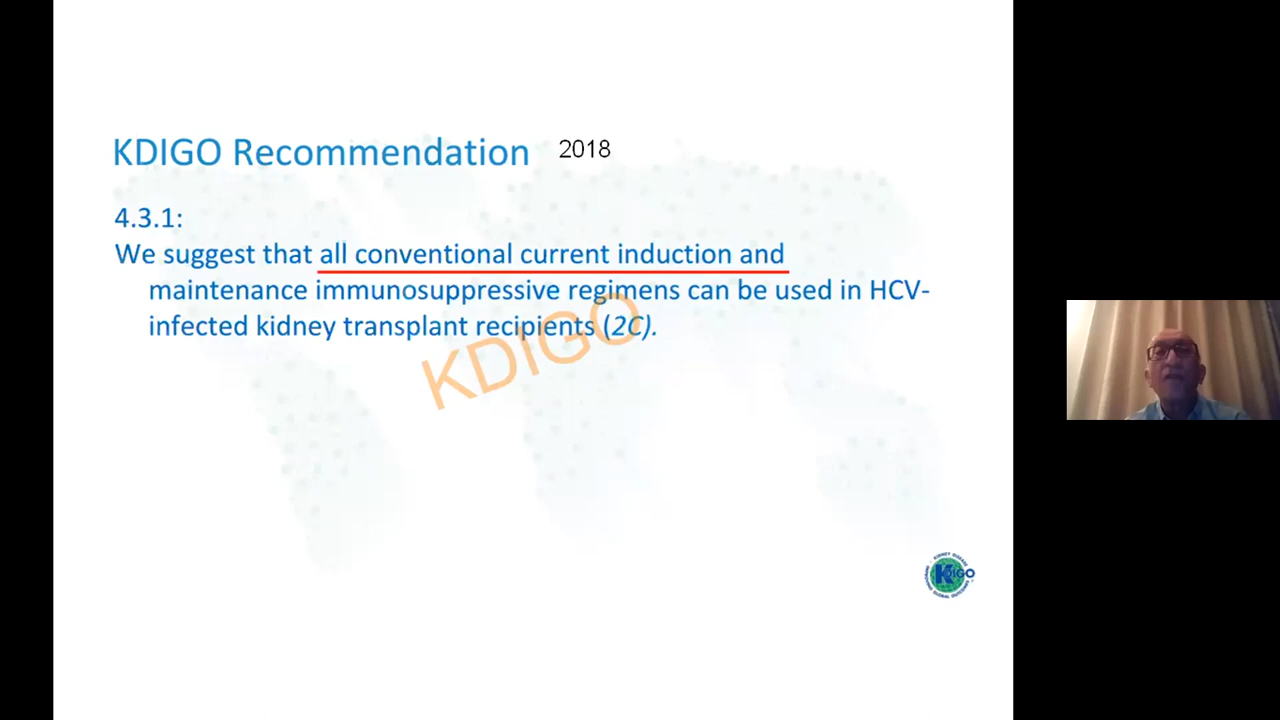 KDIGO Recommendation 2018
4.3.1:
We suggest that all conventional current induction and
maintenance immunosuppressive regimens can be used in HCV-
infected kidney transplant recipients (2C).
KDIGO
KDIGO